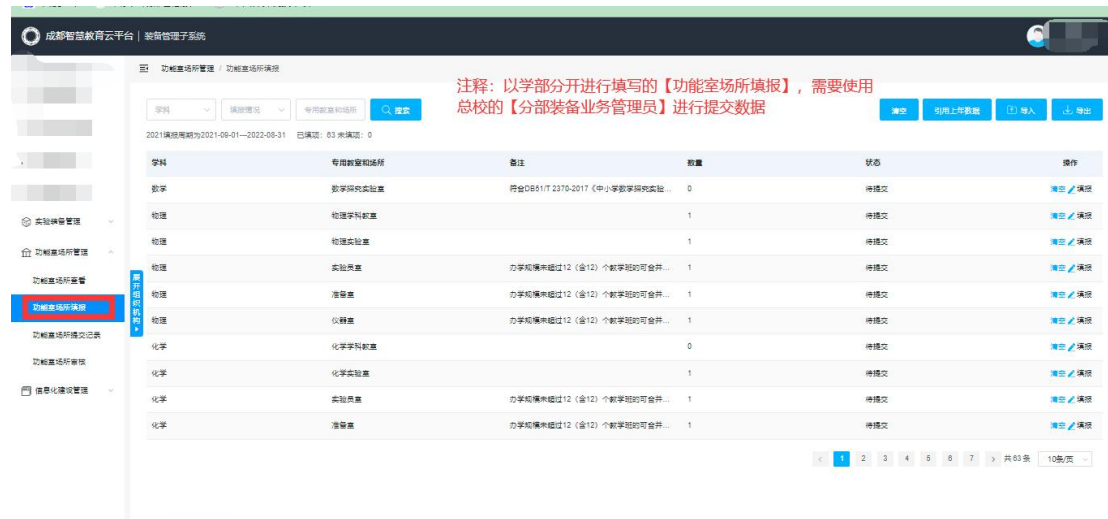 成都智慧教育云平台 | 装备管理子系统
功能室场所管理 / 功能室场所填报
注释：以学部分开进行填写的【功能室场所填报】，需要使用
总校的【分部装备业务管理员】进行提交数据
学科 填报情况 专用教室和场所 搜索 清空 引用上年数据 导入 导出
2021填报周期为2021-09-01---2022-08-31 已填项：63 未填项：0
学科 专用教室和场所 备注 数量 状态 操作
数学 数学探究实验室 符合DB51/T 2370-2017《中小学数学探究实验... 0 待提交 清空 填报
物理 物理学科教室 1 待提交 清空 填报
物理 物理实验室 1 待提交 清空 填报
物理 实验员室 办学规模未超过12（含12）个教学班的可合并... 1 待提交 清空 填报
物理 准备室 办学规模未超过12（含12）个教学班的可合并... 1 待提交 清空 填报
物理 仪器室 办学规模未超过12（含12）个教学班的可合并... 1 待提交 清空 填报
化学 化学学科教室 0 待提交 清空 填报
化学 化学实验室 1 待提交 清空 填报
化学 实验员室 办学规模未超过12（含12）个教学班的可合并... 1 待提交 清空 填报
化学 准备室 办学规模未超过12（含12）个教学班的可合并... 1 待提交 清空 填报
< 1 2 3 4 5 6 7 > 共63条 10条/页
实验装备管理
功能室场所管理
功能室场所查看
功能室场所填报
功能室场所提交记录
功能室场所审核
信息化建设管理
展开组织机构